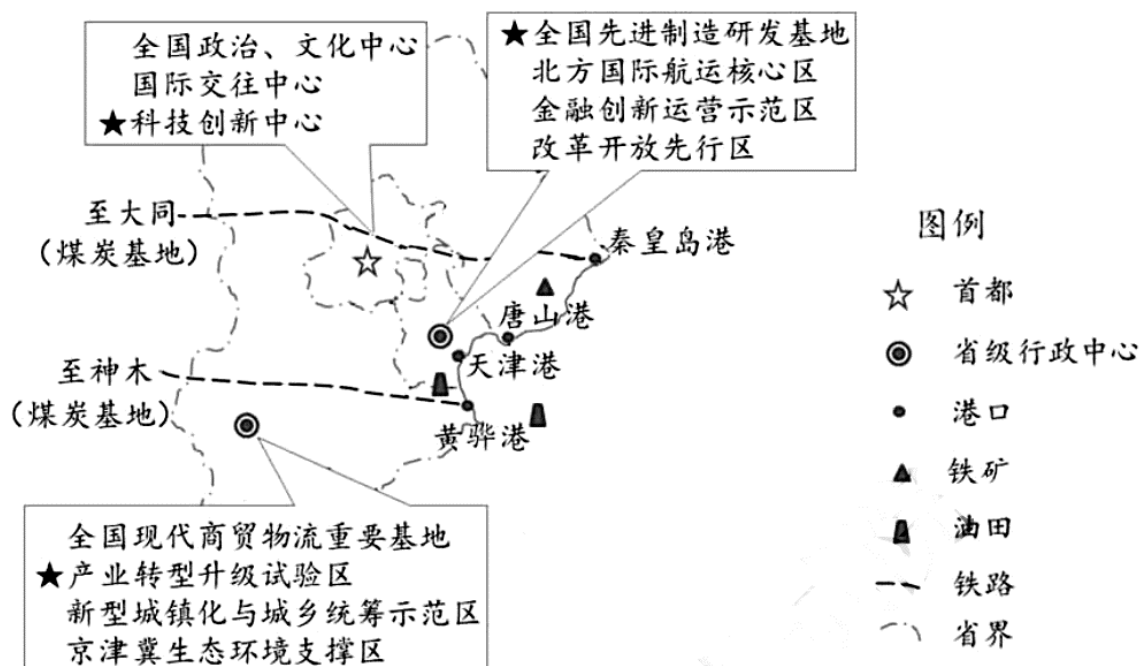 全国政治、文化中心
国际交往中心
★科技创新中心
★全国先进制造研发基地
北方国际航运核心区
金融创新运营示范区
改革开放先行区
至大同
(煤炭基地)
秦皇岛港
唐山港
天津港
至神木
(煤炭基地)
黄骅港
全国现代商贸物流重要基地
★产业转型升级试验区
新型城镇化与城乡统筹示范区
京津冀生态环境支撑区
图例
首都
省级行政中心
港口
铁矿
油田
铁路
省界